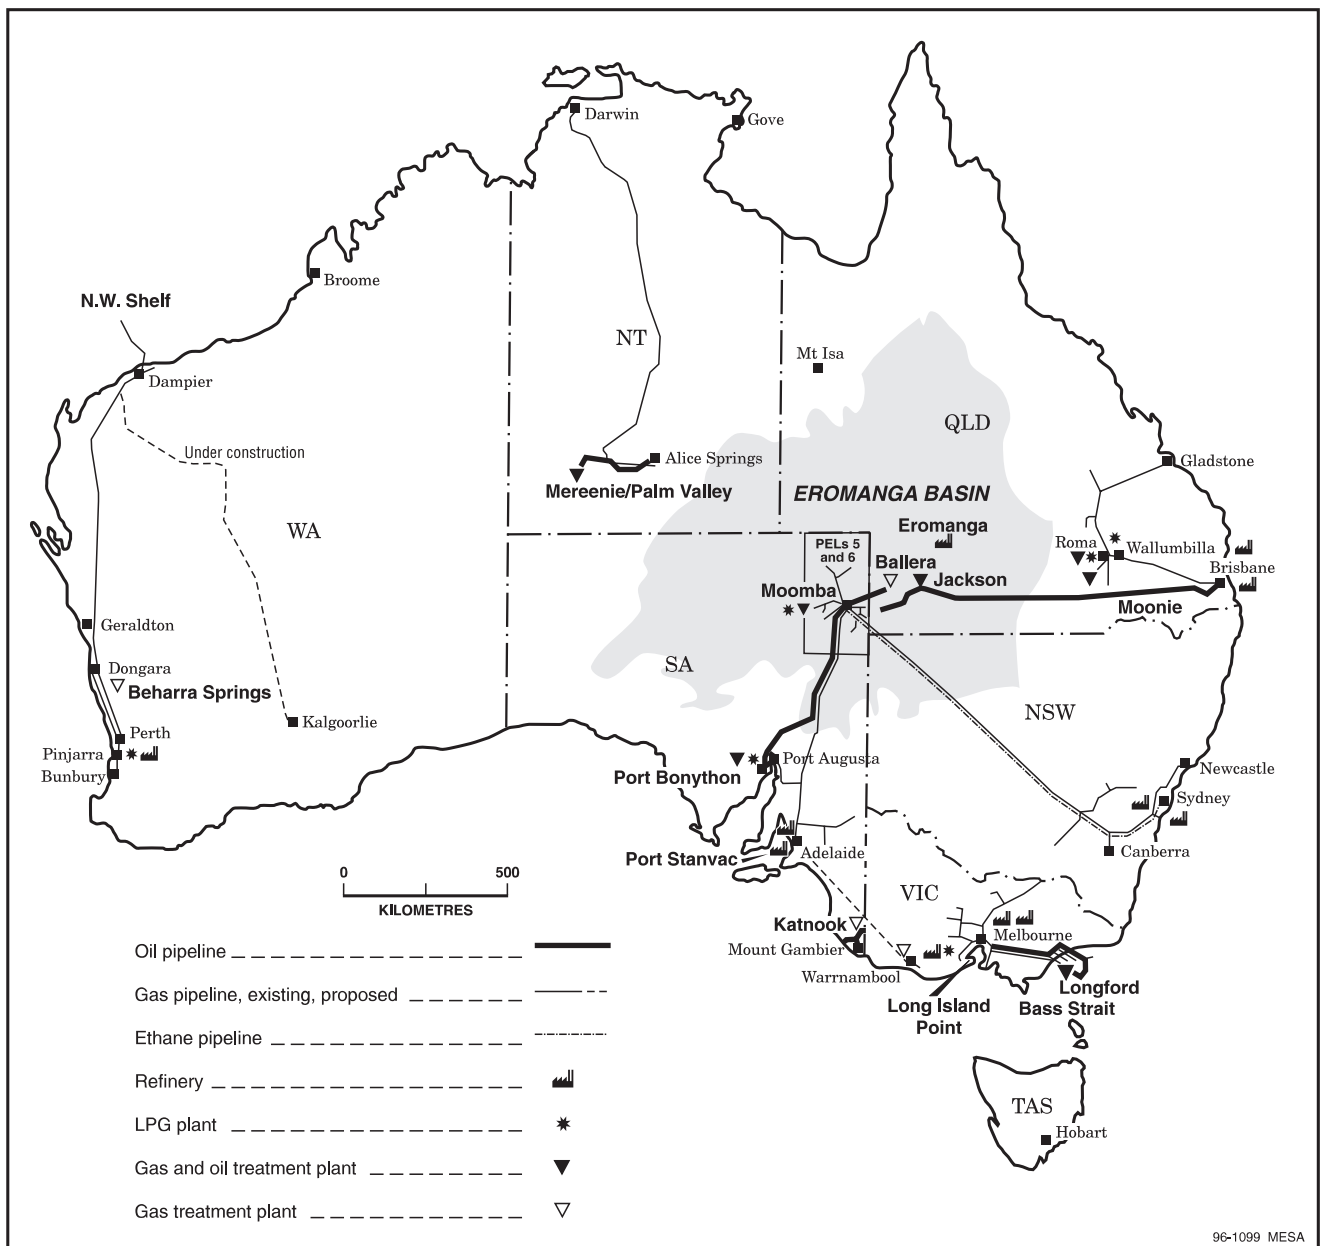 Darwin
Gove
Broome
N.W. Shelf
NT
Mt Isa
Dampier
QLD
Under construction
Alice Springs
Gladstone
Mereenie/Palm Valley
EROMANGA BASIN
WA
Eromanga
PELs 5
and 6
Roma
Wallumbilla
Ballera
Brisbane
Jackson
Moomba
Moonie
Geraldton
SA
Dongara
Beharra Springs
NSW
Kalgoorlie
Perth
Pinjarra
Port Augusta
Bunbury
Port Bonython
Newcastle
Sydney
Port Stanvac
Adelaide
Canberra
0
500
KILOMETRES
VIC
Katnook
Melbourne
Mount Gambier
Warrnambool
Longford
Bass Strait
Long Island
Point
Oil pipeline
Gas pipeline, existing, proposed
Ethane pipeline
Refinery
LPG plant
Gas and oil treatment plant
Gas treatment plant
TAS
Hobart
96-1099 MESA